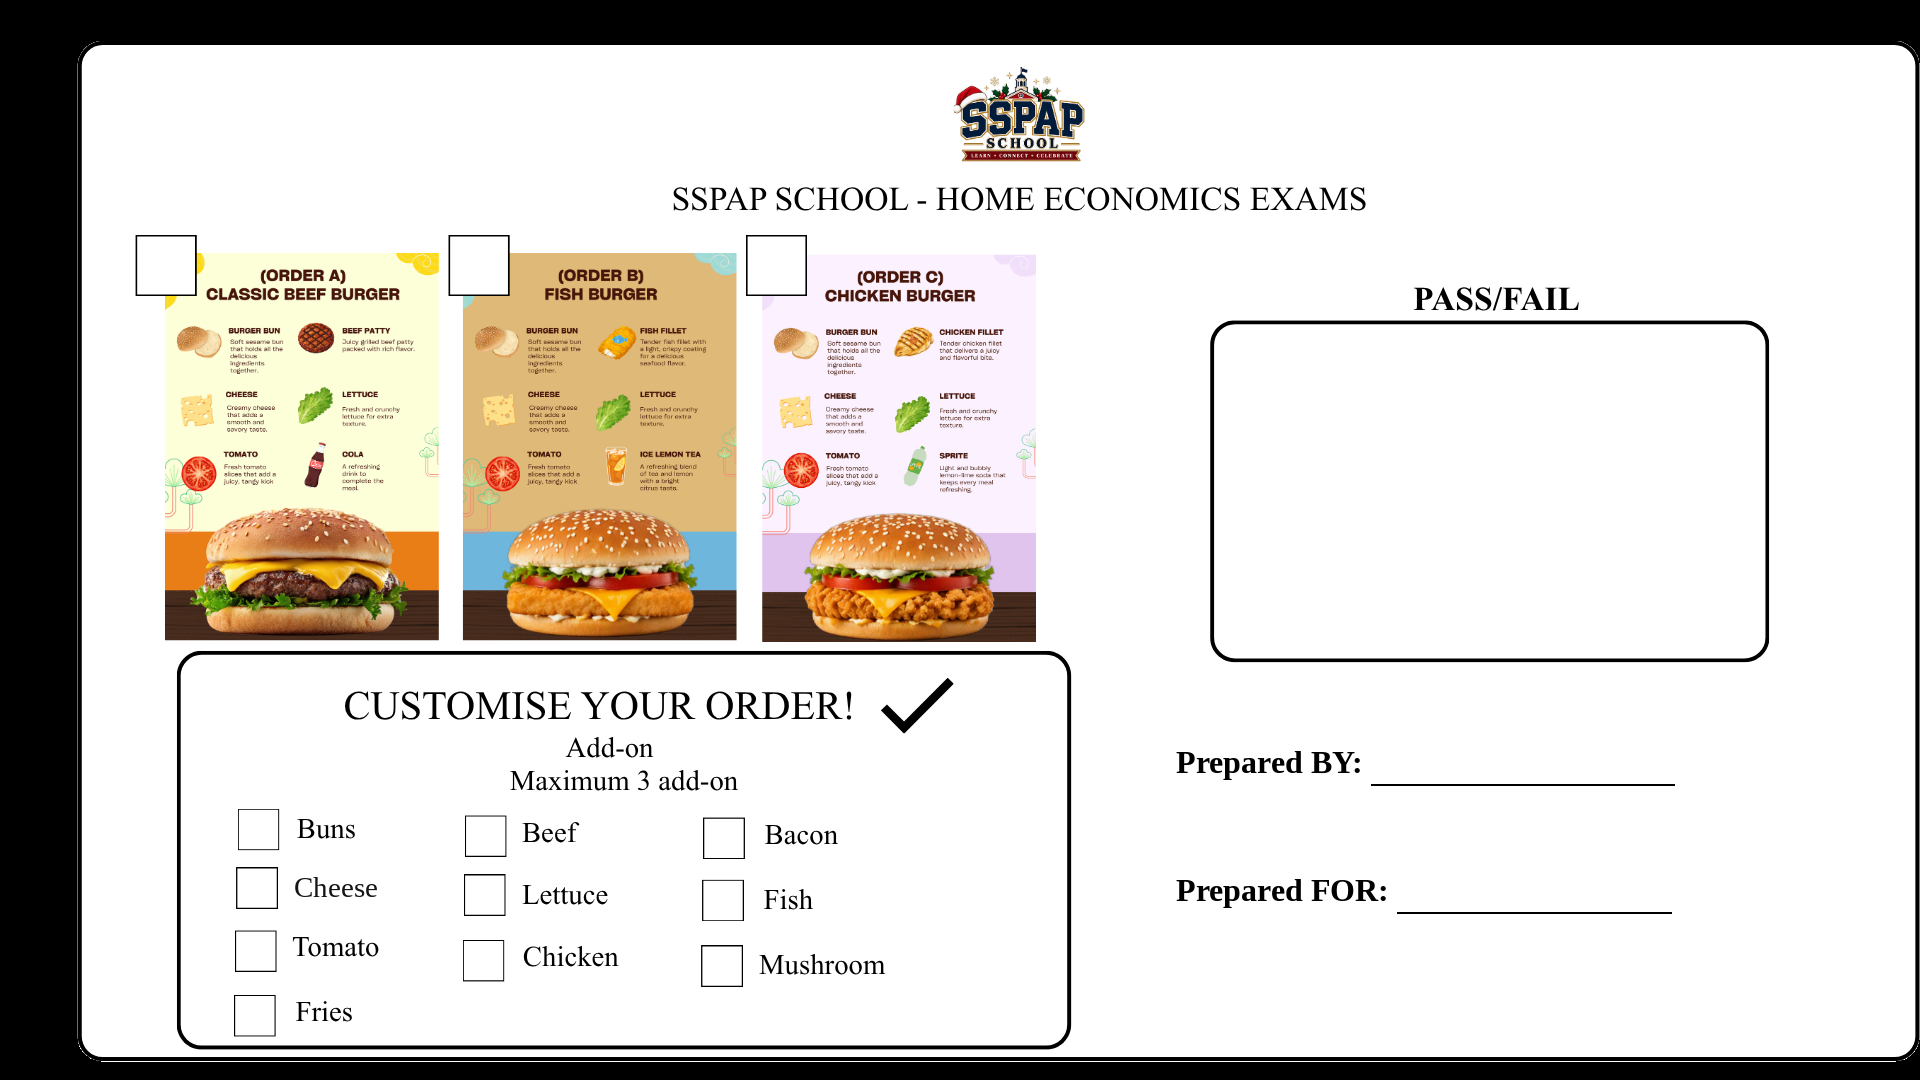 SSPAP
SCHOOL
LEARN • CONNECT • CELEBRATE
SSPAP SCHOOL - HOME ECONOMICS EXAMS
(ORDER A)
CLASSIC BEEF BURGER
BURGER BUN
Soft sesame bun
that holds all the
delicious
ingredients
together.
BEEF PATTY
Juicy grilled beef patty
packed with rich flavor.
CHEESE
Creamy cheese
that adds a
smooth and
savory taste.
LETTUCE
Fresh and crunchy
lettuce for extra
texture.
TOMATO
Fresh tomato
slices that add a
juicy, tangy kick
COLA
A refreshing
drink to
complete the
meal.
(ORDER B)
FISH BURGER
BURGER BUN
Soft sesame bun
that holds all the
delicious
ingredients
together.
FISH FILLET
Tender fish fillet with
a light, crispy coating
for a delicious
seafood flavor.
CHEESE
Creamy cheese
that adds a
smooth and
savory taste.
LETTUCE
Fresh and crunchy
lettuce for extra
texture.
TOMATO
Fresh tomato
slices that add a
juicy, tangy kick
ICE LEMON TEA
A refreshing blend
of tea and lemon
with a bright
citrus taste.
(ORDER C)
CHICKEN BURGER
BURGER BUN
Soft sesame bun
that holds all the
delicious
ingredients
together.
CHICKEN FILLET
Tender chicken fillet
that delivers a juicy
and flavorful bite.
CHEESE
Creamy cheese
that adds a
smooth and
savory taste.
LETTUCE
Fresh and crunchy
lettuce for extra
texture.
TOMATO
Fresh tomato
slices that add a
juicy, tangy kick
SPRITE
Light and bubbly
lemon-lime soda that
keeps every meal
refreshing.
PASS/FAIL
CUSTOMISE YOUR ORDER!
Add-on
Maximum 3 add-on
Buns
Beef
Bacon
Cheese
Lettuce
Fish
Tomato
Chicken
Mushroom
Fries
Prepared BY:
Prepared FOR: